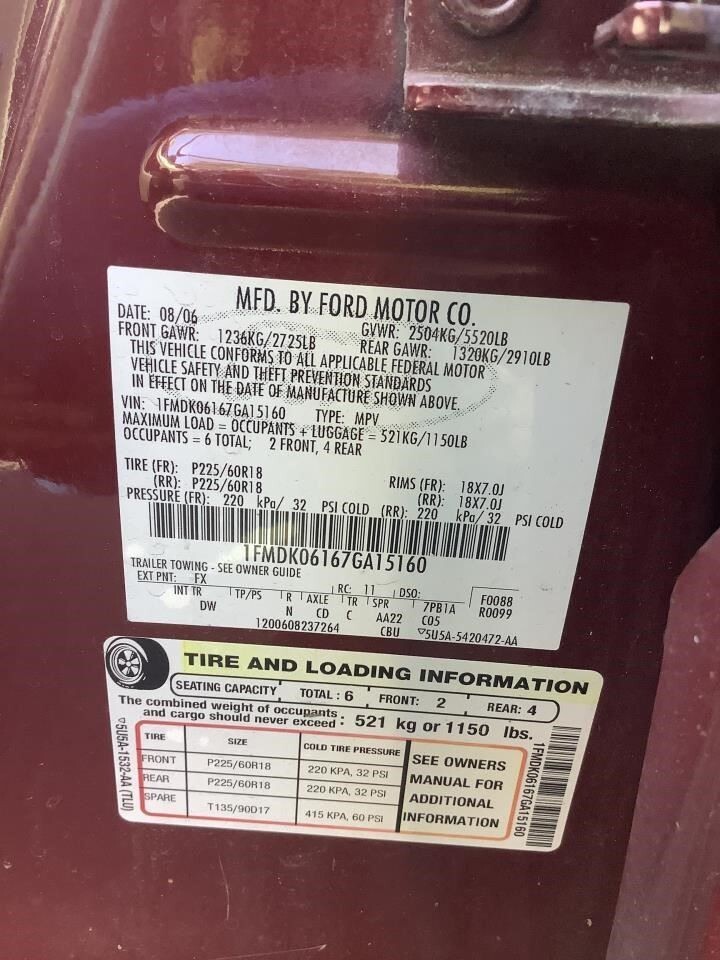 MFD. BY FORD MOTOR CO.
DATE: 08/06 GVWR: 2504KG/5520LB
FRONT GAWR: 1236KG/2725LB REAR GAWR: 1320KG/2910LB
THIS VEHICLE CONFORMS TO ALL APPLICABLE FEDERAL MOTOR
VEHICLE SAFETY AND THEFT PREVENTION STANDARDS
IN EFFECT ON THE DATE OF MANUFACTURE SHOWN ABOVE.
VIN: 1FMDK06167GA15160 TYPE: MPV
MAXIMUM LOAD = OCCUPANTS + LUGGAGE = 521KG/1150LB
OCCUPANTS = 6 TOTAL; 2 FRONT, 4 REAR
TIRE (FR): P225/60R18 RIMS (FR): 18X7.0J
(RR): P225/60R18 (RR): 18X7.0J
PRESSURE (FR): 220 kPa/ 32 PSI COLD (RR): 220 kPa/ 32 PSI COLD
1FMDK06167GA15160
TRAILER TOWING - SEE OWNER GUIDE
EXT PNT: FX RC: 11 DSO: F0088
INT TR TP/PS R AXLE TR SPR 7PB1A R0099
DW N CD C AA22 C05
1200608237264 CBU ▽5U5A-5420472-AA
TIRE AND LOADING INFORMATION
SEATING CAPACITY TOTAL : 6 FRONT: 2 REAR: 4
The combined weight of occupants
and cargo should never exceed : 521 kg or 1150 lbs.
TIRE SIZE COLD TIRE PRESSURE
FRONT P225/60R18 220 KPA, 32 PSI
REAR P225/60R18 220 KPA, 32 PSI
SPARE T135/90D17 415 KPA, 60 PSI
SEE OWNERS
MANUAL FOR
ADDITIONAL
INFORMATION
▽5U5A-1532-AA (TLU)
1FMDK06167GA15160